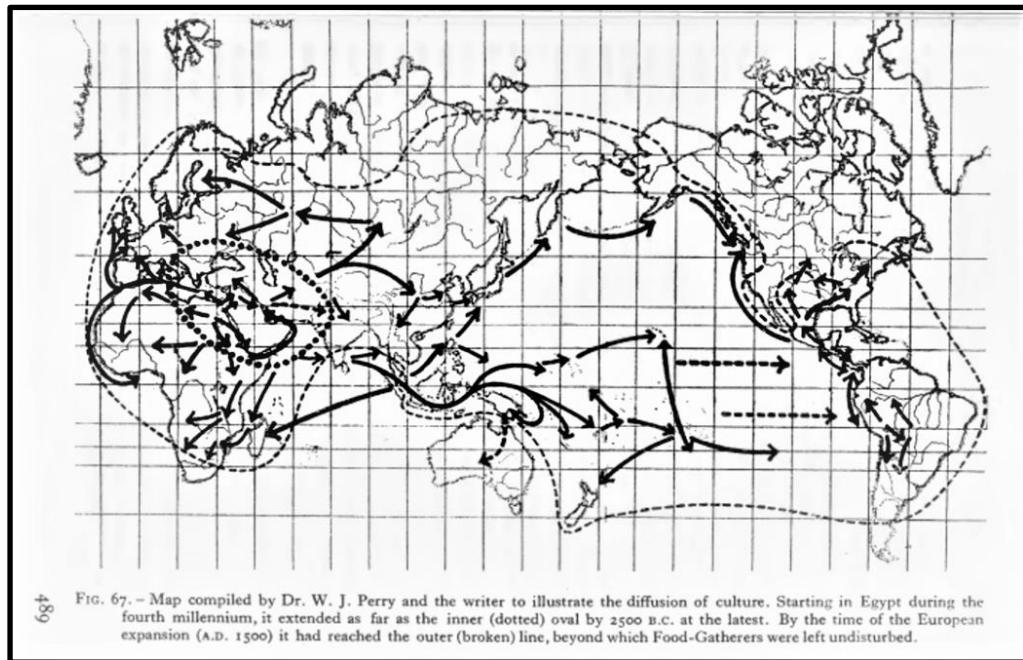 FIG. 67. – Map compiled by Dr. W. J. Perry and the writer to illustrate the diffusion of culture. Starting in Egypt during the
fourth millennium, it extended as far as the inner (dotted) oval by 2500 B.C. at the latest. By the time of the European
expansion (A.D. 1500) it had reached the outer (broken) line, beyond which Food-Gatherers were left undisturbed.
489